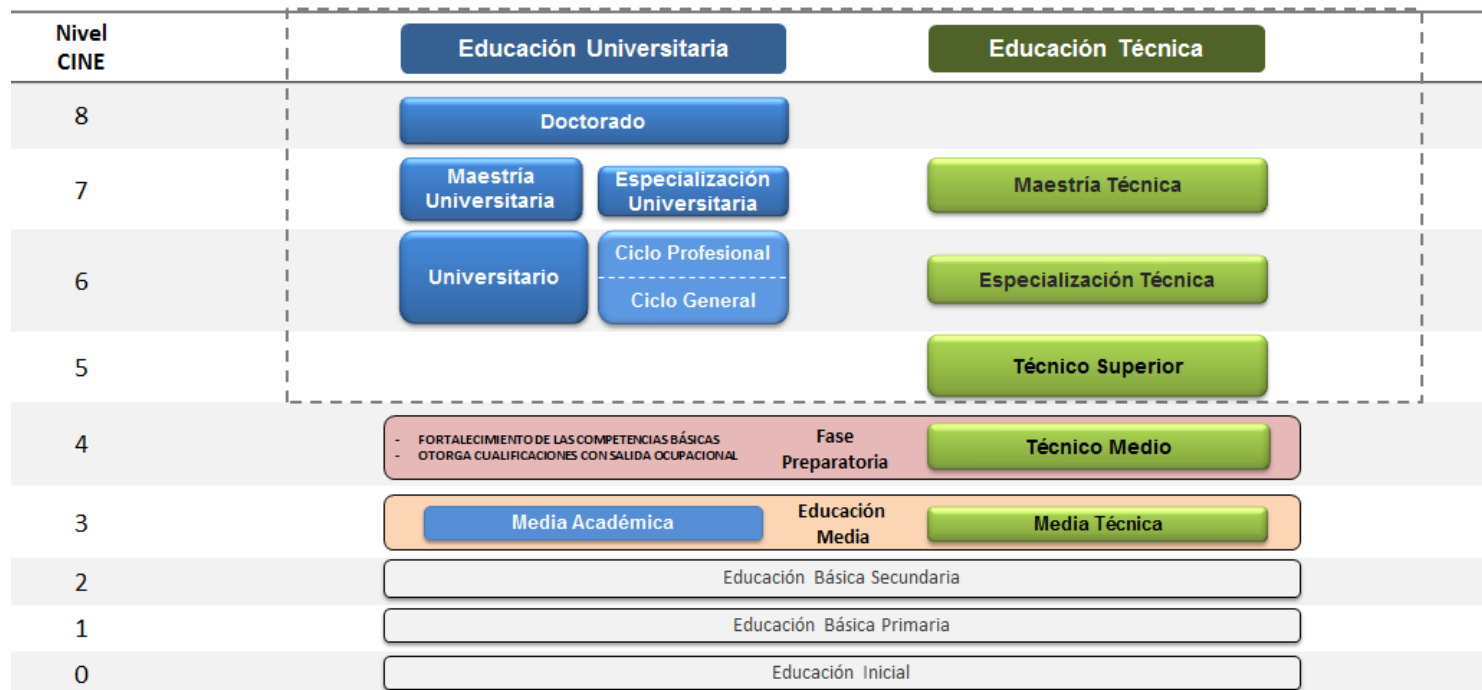 Nivel
CINE
Educación Universitaria
Educación Técnica
8
Doctorado
7
Maestría
Universitaria
Especialización
Universitaria
Maestría Técnica
6
Universitario
Ciclo Profesional
Ciclo General
Especialización Técnica
5
Técnico Superior
4
- FORTALECIMIENTO DE LAS COMPETENCIAS BÁSICAS
- OTORGA CUALIFICACIONES CON SALIDA OCUPACIONAL
Fase
Preparatoria
Técnico Medio
3
Media Académica
Educación
Media
Media Técnica
2
Educación Básica Secundaria
1
Educación Básica Primaria
0
Educación Inicial